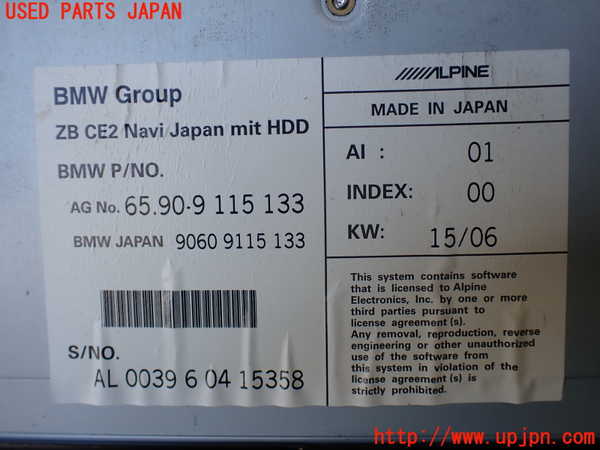 USED PARTS JAPAN
BMW Group
ZB CE2 Navi Japan mit HDD
BMW P/NO.
AG No. 65.90-9 115 133
BMW JAPAN 9060 9115 133
S/NO.
AL 0039 6 04 15358
ALPINE
MADE IN JAPAN
AI : 01
INDEX: 00
KW: 15/06
This system contains software
that is licensed to Alpine
Electronics, Inc. by one or more
third parties pursuant to
license agreement (s).
Any removal, reproduction, reverse
engineering or other unauthorized
use of the software from
this system in violation of the
license agreement (s) is
strictly prohibited.
http://www.upjpn.com/